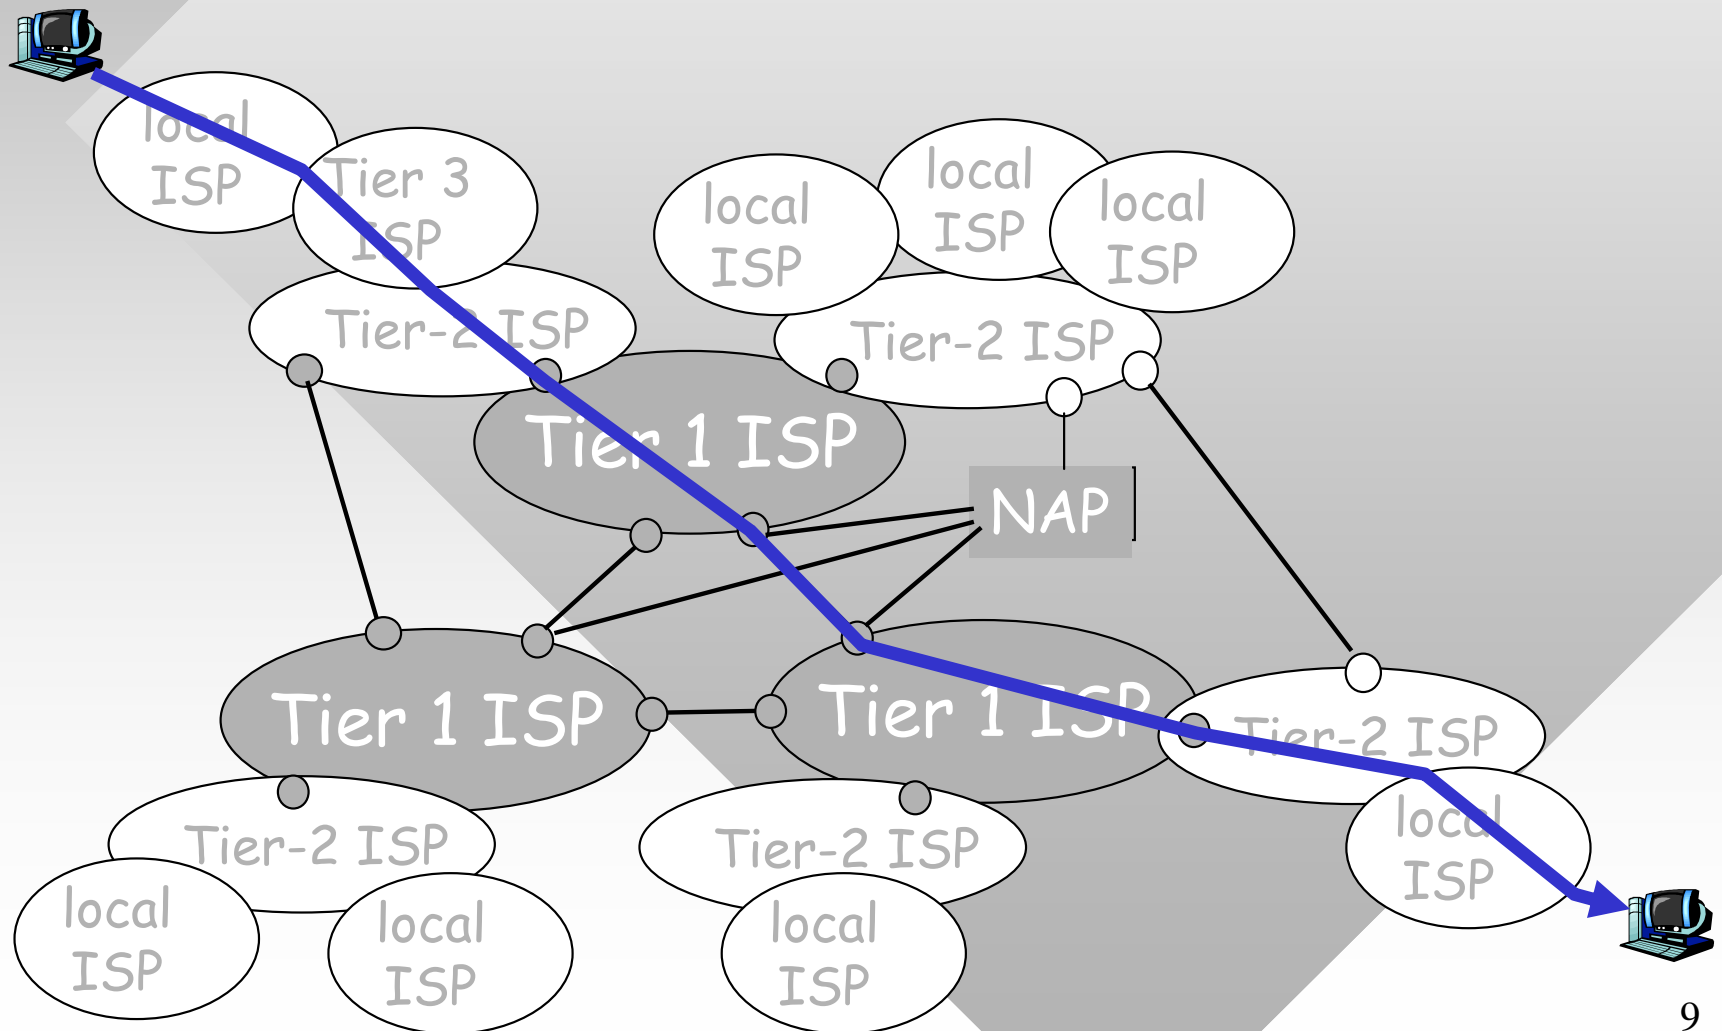 local
ISP
Tier 3
ISP
local
ISP
local
ISP
local
ISP
Tier-2 ISP
Tier-2 ISP
Tier 1 ISP
NAP
Tier 1 ISP
Tier 1 ISP
Tier-2 ISP
local
ISP
Tier-2 ISP
Tier-2 ISP
local
ISP
local
ISP
local
ISP
9